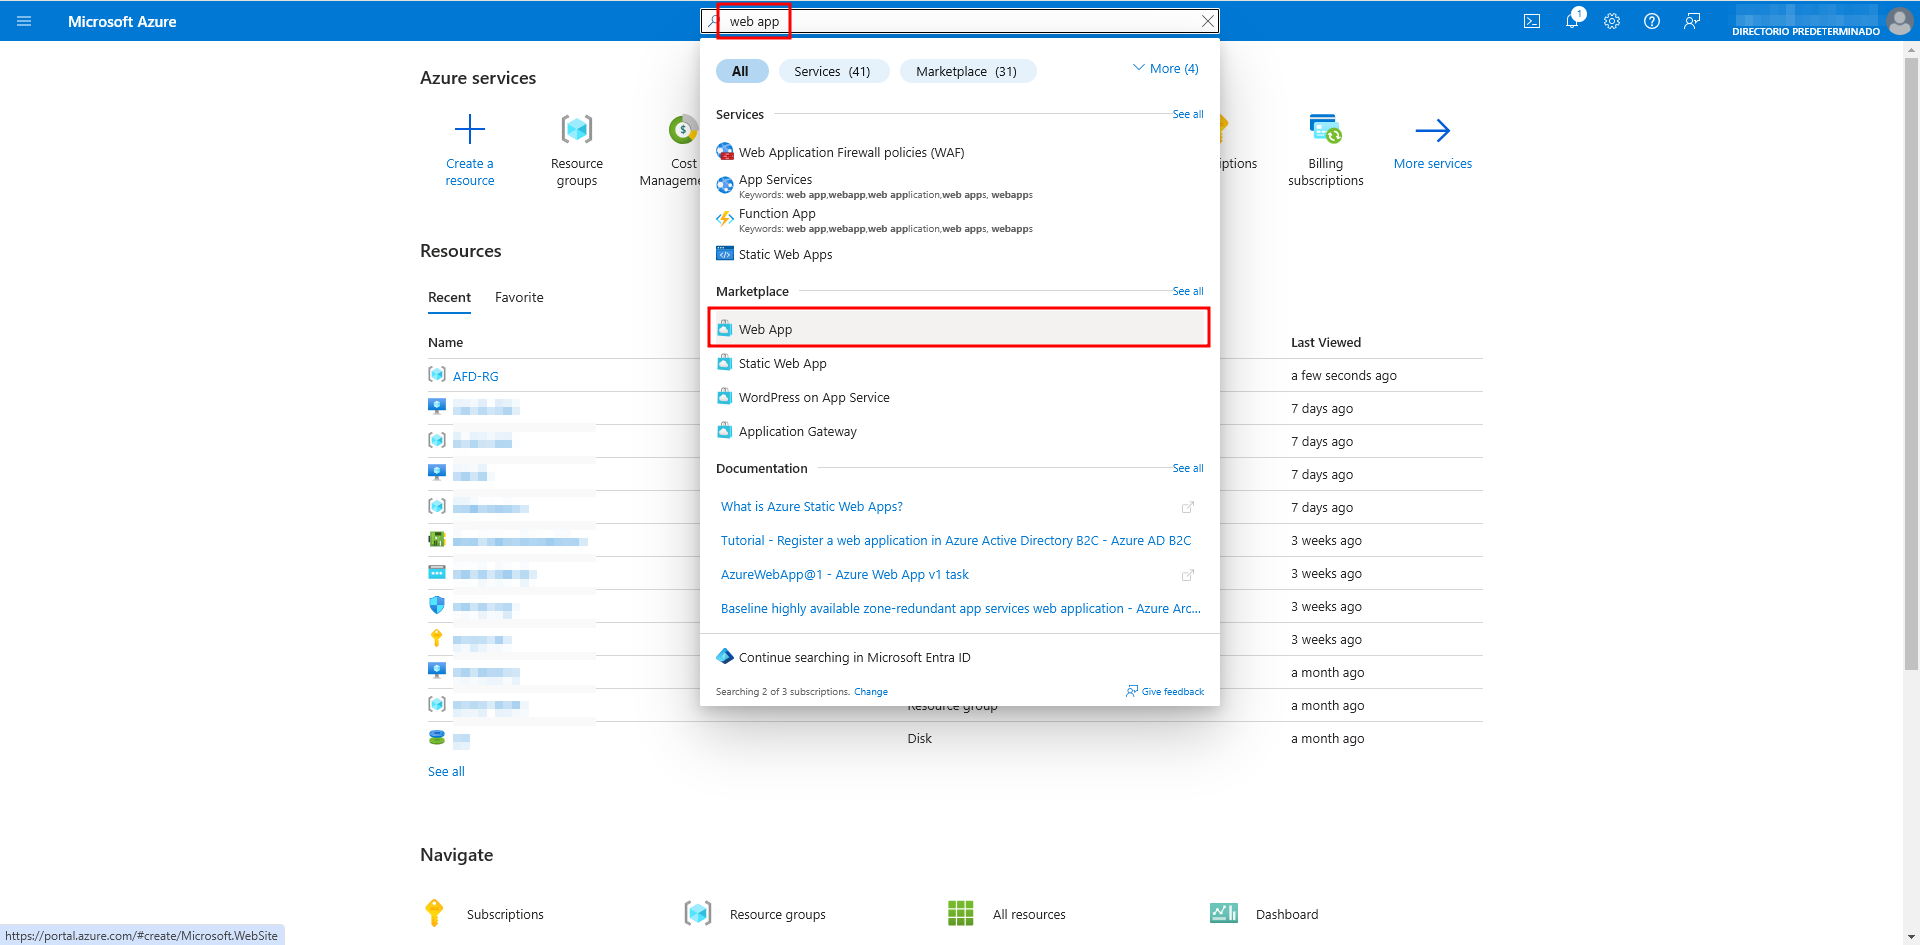 Microsoft Azure
web app
1
DIRECTORIO PREDETERMINADO
All
Services (41)
Marketplace (31)
More (4)
Services
See all
Web Application Firewall policies (WAF)
App Services
Keywords: web app,webapp,web application,web apps, webapps
Function App
Keywords: web app,webapp,web application,web apps, webapps
Static Web Apps
Marketplace
See all
Web App
Static Web App
WordPress on App Service
Application Gateway
Documentation
See all
What is Azure Static Web Apps?
Tutorial - Register a web application in Azure Active Directory B2C - Azure AD B2C
AzureWebApp@1 - Azure Web App v1 task
Baseline highly available zone-redundant app services web application - Azure Arc...
Continue searching in Microsoft Entra ID
Searching 2 of 3 subscriptions. Change
Give feedback
Azure services
Create a
resource
Resource
groups
Cost
Manageme
iptions
Billing
subscriptions
More services
Resources
Recent
Favorite
Name
Last Viewed
AFD-RG
a few seconds ago
7 days ago
7 days ago
7 days ago
7 days ago
3 weeks ago
3 weeks ago
3 weeks ago
3 weeks ago
a month ago
Resource group
a month ago
Disk
a month ago
See all
Navigate
Subscriptions
Resource groups
All resources
Dashboard
https://portal.azure.com/#create/Microsoft.WebSite